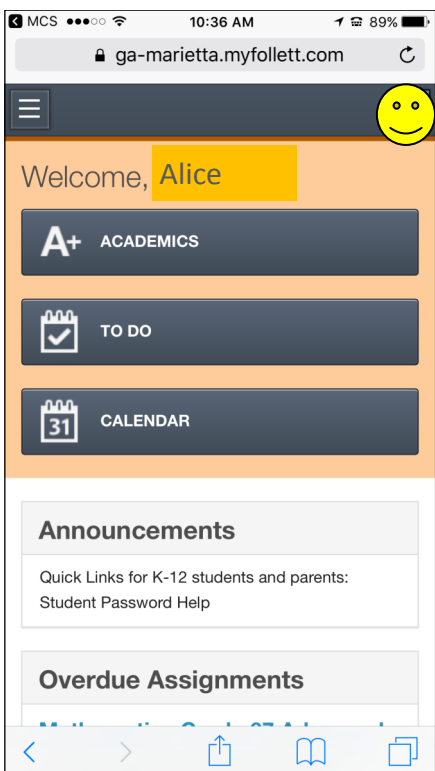 MCS 10:36 AM 89%
ga-marietta.myfollett.com
Welcome, Alice
A+ ACADEMICS
TO DO
31 CALENDAR
Announcements
Quick Links for K-12 students and parents:
Student Password Help
Overdue Assignments